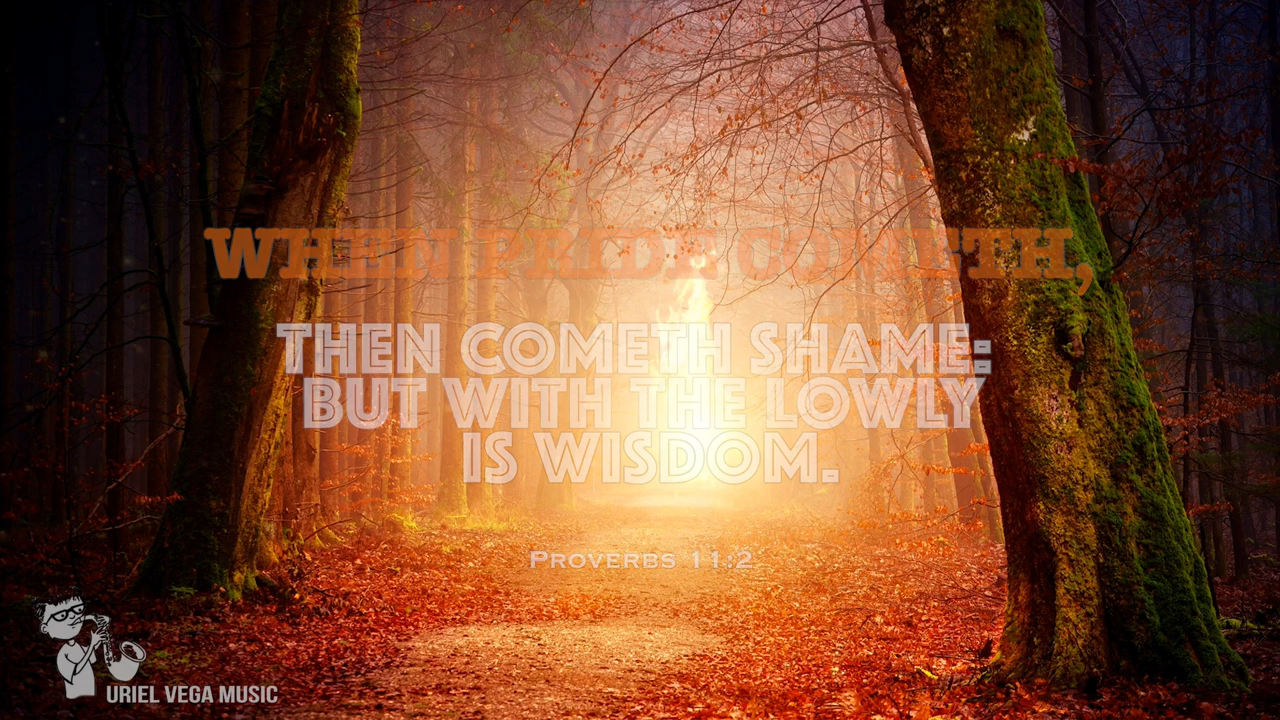 WHEN PRIDE COMETH,
THEN COMETH SHAME:
BUT WITH THE LOWLY
IS WISDOM.
PROVERBS 11:2
URIEL VEGA MUSIC